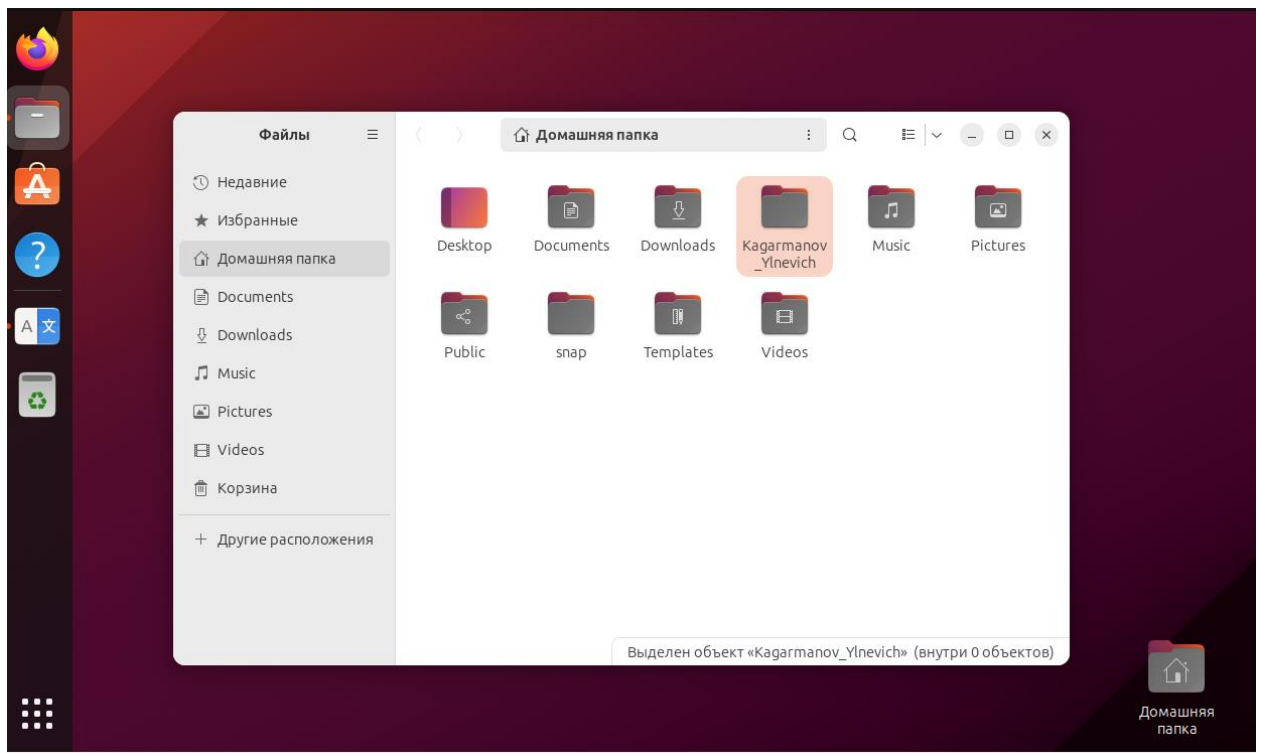 Файлы
Домашняя папка
Недавние
Избранные
Домашняя папка
Documents
Downloads
Music
Pictures
Videos
Корзина
Другие расположения
Desktop
Documents
Downloads
Kagarmanov
_Ylnevich
Music
Pictures
Public
snap
Templates
Videos
Выделен объект «Kagarmanov_Ylnevich» (внутри 0 объектов)
A 文
Домашняя
папка